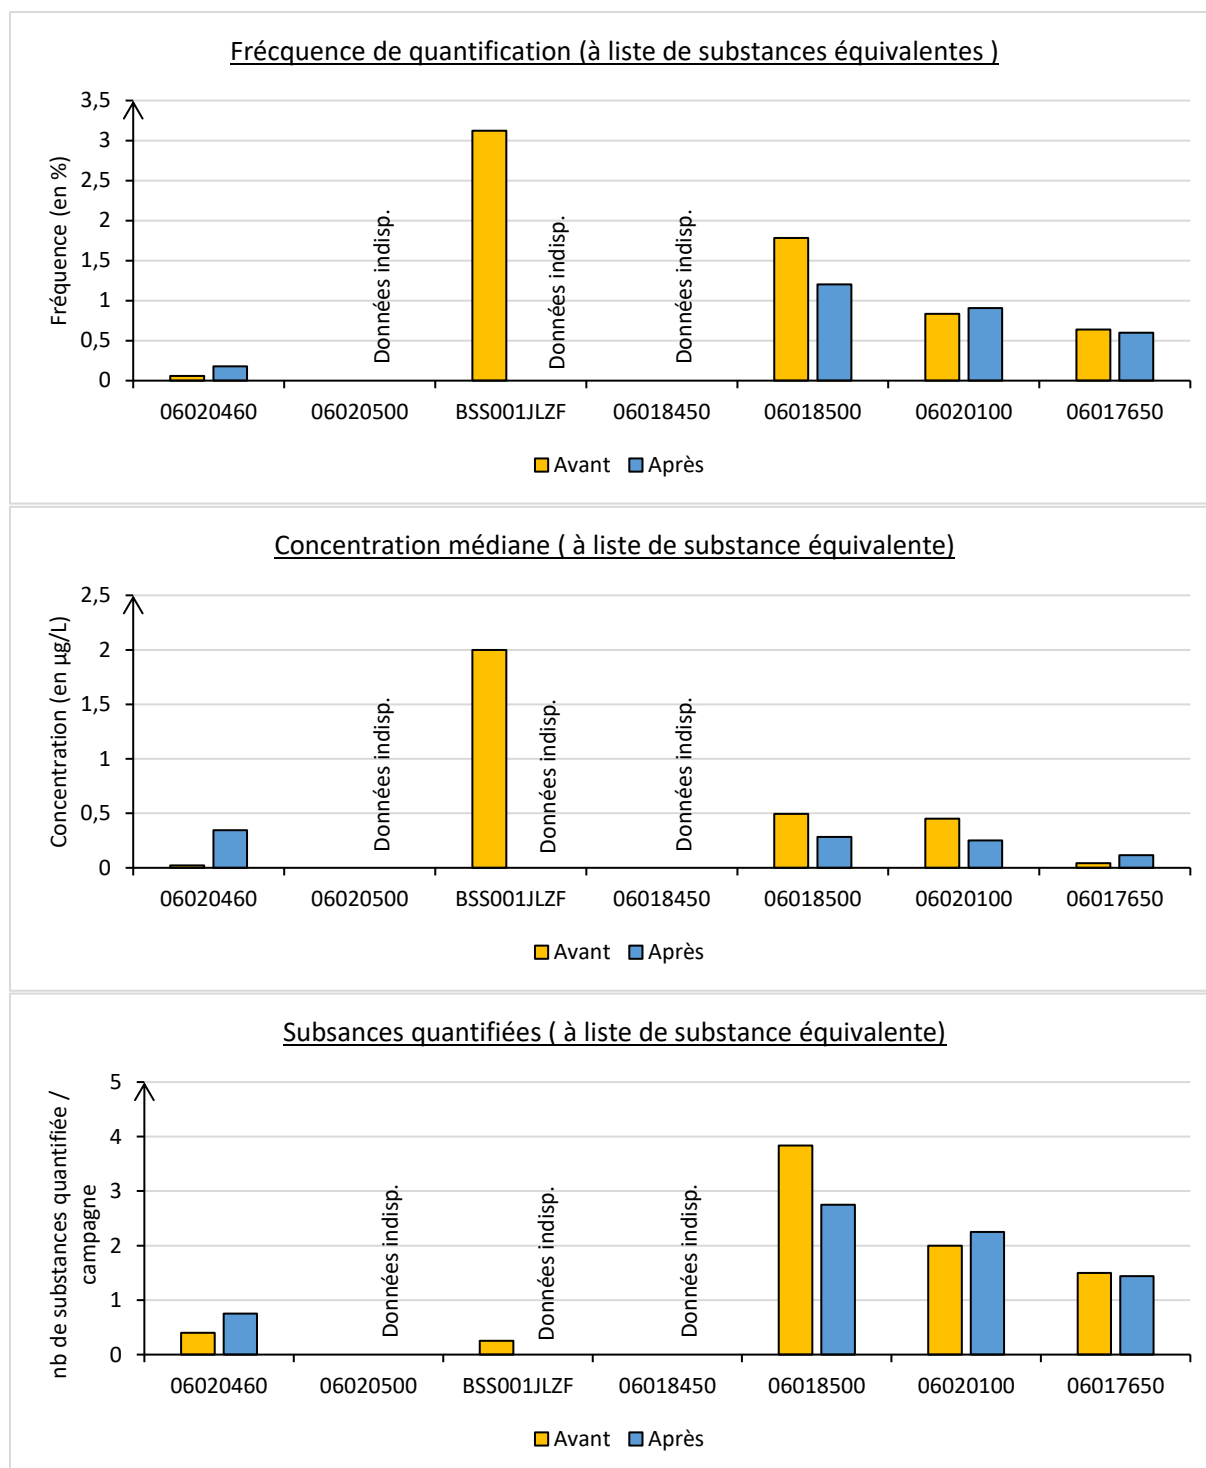 Frécquence de quantification (à liste de substances équivalentes )
Fréquence (en %)
3,5
3
2,5
2
1,5
1
0,5
0
Données indisp.
Données indisp.
Données indisp.
06020460 06020500 BSS001JLZF 06018450 06018500 06020100 06017650
Avant Après
Concentration médiane ( à liste de substance équivalente)
Concentration (en µg/L)
2,5
2
1,5
1
0,5
0
Données indisp.
Données indisp.
Données indisp.
06020460 06020500 BSS001JLZF 06018450 06018500 06020100 06017650
Avant Après
Subsances quantifiées ( à liste de substance équivalente)
nb de substances quantifiée /
campagne
5
4
3
2
1
0
Données indisp.
Données indisp.
Données indisp.
06020460 06020500 BSS001JLZF 06018450 06018500 06020100 06017650
Avant Après